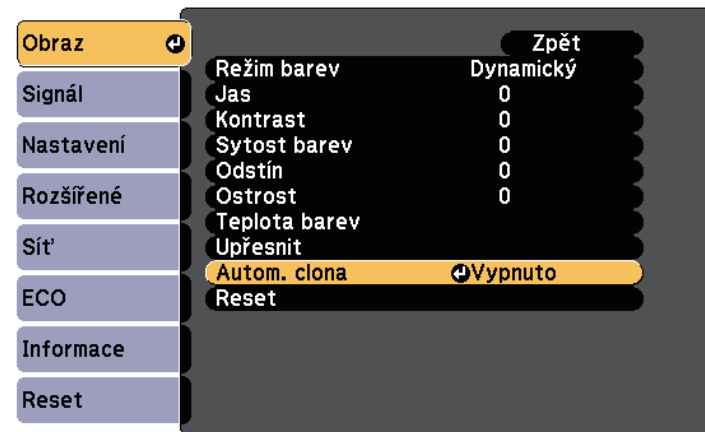 Obraz
Signál
Nastavení
Rozšířené
Síť
ECO
Informace
Reset
Zpět
Režim barev Dynamický
Jas 0
Kontrast 0
Sytost barev 0
Odstín 0
Ostrost 0
Teplota barev
Upřesnit
Autom. clona Vypnuto
Reset